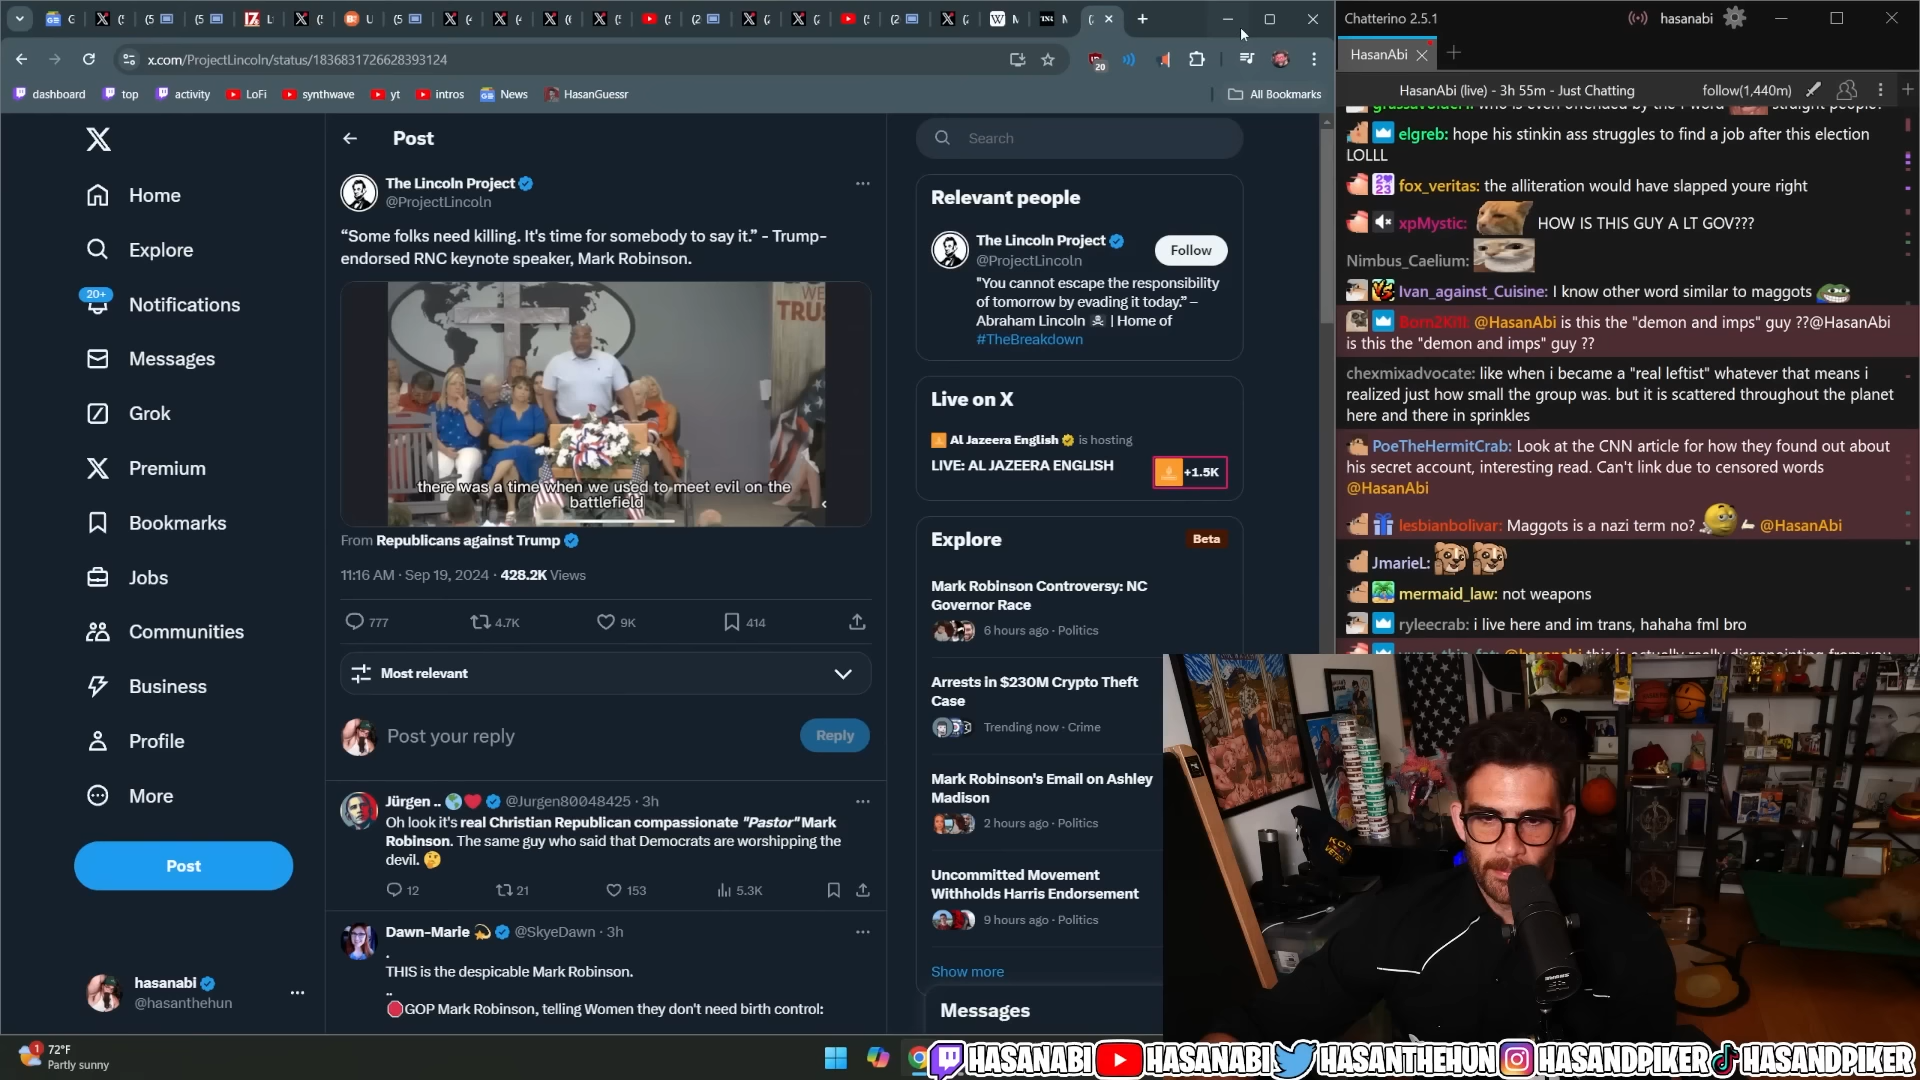 x.com/ProjectLincoln/status/1836831726628393124
20
dashboard
top
activity
LoFi
synthwave
yt
intros
News
HasanGuessr
All Bookmarks
20+
Home
Explore
Notifications
Messages
Grok
Premium
Bookmarks
Jobs
Communities
Business
Profile
More
Post
hasanabi
@hasanthehun
Post
The Lincoln Project
@ProjectLincoln
“Some folks need killing. It's time for somebody to say it.” - Trump-
endorsed RNC keynote speaker, Mark Robinson.
there was a time when we used to meet evil on the
battlefield
From Republicans against Trump
11:16 AM · Sep 19, 2024 · 428.2K Views
777 4.7K 9K 414
Most relevant
Post your reply
Reply
Jürgen .. @Jurgen80048425 · 3h
Oh look it's real Christian Republican compassionate "Pastor" Mark
Robinson. The same guy who said that Democrats are worshipping the
devil.
12 21 153 5.3K
Dawn-Marie @SkyeDawn · 3h
.
THIS is the despicable Mark Robinson.
..
GOP Mark Robinson, telling Women they don't need birth control:
Search
Relevant people
The Lincoln Project
@ProjectLincoln
Follow
"You cannot escape the responsibility
of tomorrow by evading it today.” –
Abraham Lincoln | Home of
#TheBreakdown
Live on X
Al Jazeera English is hosting
LIVE: AL JAZEERA ENGLISH
+1.5K
Explore
Beta
Mark Robinson Controversy: NC
Governor Race
6 hours ago · Politics
Arrests in $230M Crypto Theft
Case
Trending now · Crime
Mark Robinson's Email on Ashley
Madison
2 hours ago · Politics
Uncommitted Movement
Withholds Harris Endorsement
9 hours ago · Politics
Show more
Messages
Chatterino 2.5.1
hasanabi
HasanAbi
HasanAbi (live) - 3h 55m - Just Chatting
follow(1,440m)
elgreb: hope his stinkin ass struggles to find a job after this election
LOLLL
fox_veritas: the alliteration would have slapped youre right
xpMystic: HOW IS THIS GUY A LT GOV???
Nimbus_Caelium:
Ivan_against_Cuisine: I know other word similar to maggots
Born2Kill: @HasanAbi is this the "demon and imps" guy ??@HasanAbi
is this the "demon and imps" guy ??
chexmixadvocate: like when i became a "real leftist" whatever that means i
realized just how small the group was. but it is scattered throughout the planet
here and there in sprinkles
PoeTheHermitCrab: Look at the CNN article for how they found out about
his secret account, interesting read. Can't link due to censored words
@HasanAbi
lesbianbolivar: Maggots is a nazi term no? @HasanAbi
JmarieL:
mermaid_law: not weapons
ryleecrab: i live here and im trans, hahaha fml bro
1
72°F
Partly sunny
HASANABI HASANABI HASANTHEHUN HASANDPIKER HASANDPIKER